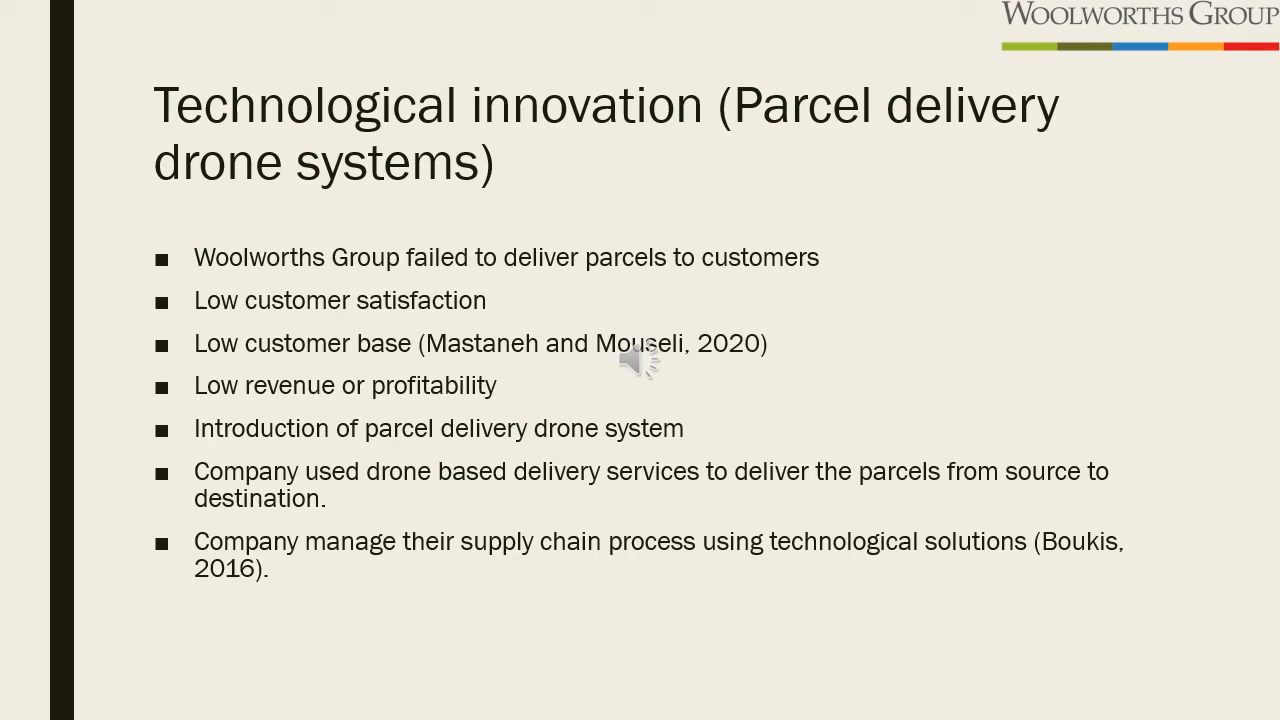 WOOLWORTHS GROUP
Technological innovation (Parcel delivery
drone systems)
■ Woolworths Group failed to deliver parcels to customers
■ Low customer satisfaction
■ Low customer base (Mastaneh and Mouseli, 2020)
■ Low revenue or profitability
■ Introduction of parcel delivery drone system
■ Company used drone based delivery services to deliver the parcels from source to
destination.
■ Company manage their supply chain process using technological solutions (Boukis,
2016).